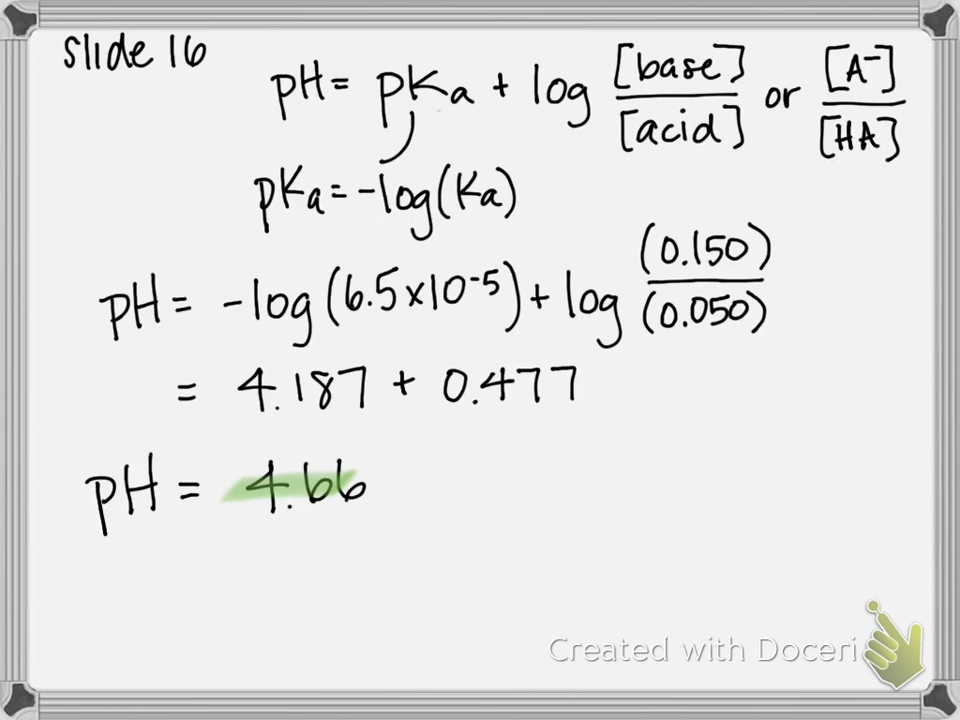 slide 16
pH = pKa + log [base]/[acid] or [A⁻]/[HA]
pKa = -log(Ka)
pH = -log(6.5x10⁻⁵) + log (0.150)/(0.050)
= 4.187 + 0.477
pH = 4.66
Created with Doceri